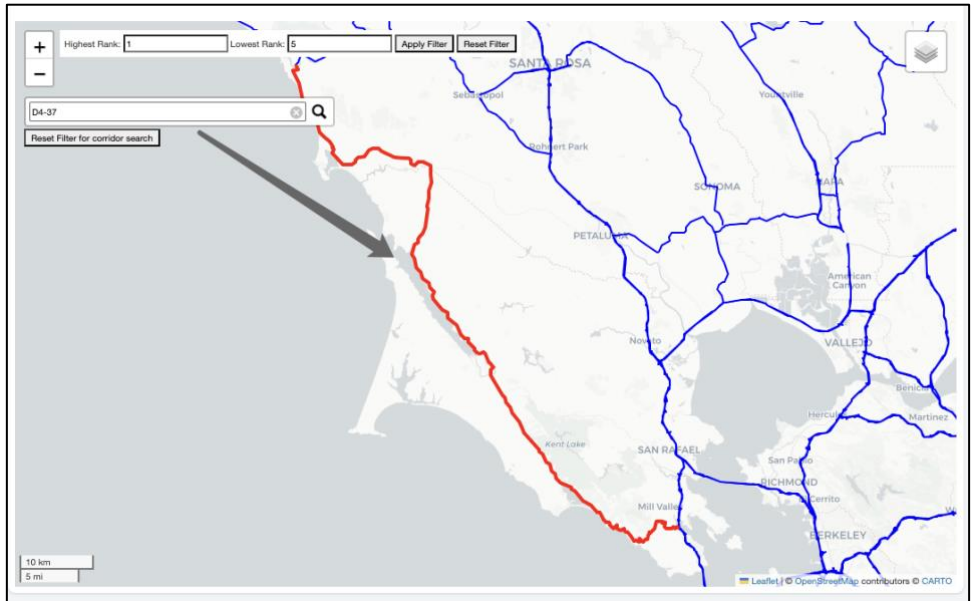 +
Highest Rank: 1 Lowest Rank: 5 Apply Filter Reset Filter
−
D4-37
Reset Filter for corridor search
SANTA ROSA
Sebastopol
Yountville
Rohnert Park
SONOMA
NAPA
PETALUMA
American
Canyon
Novato
VALLEJO
Benicia
Hercules
Martinez
Kent Lake
SAN RAFAEL
San Pablo
RICHMOND
El Cerrito
Mill Valley
BERKELEY
10 km
5 mi
Leaflet | © OpenStreetMap contributors © CARTO